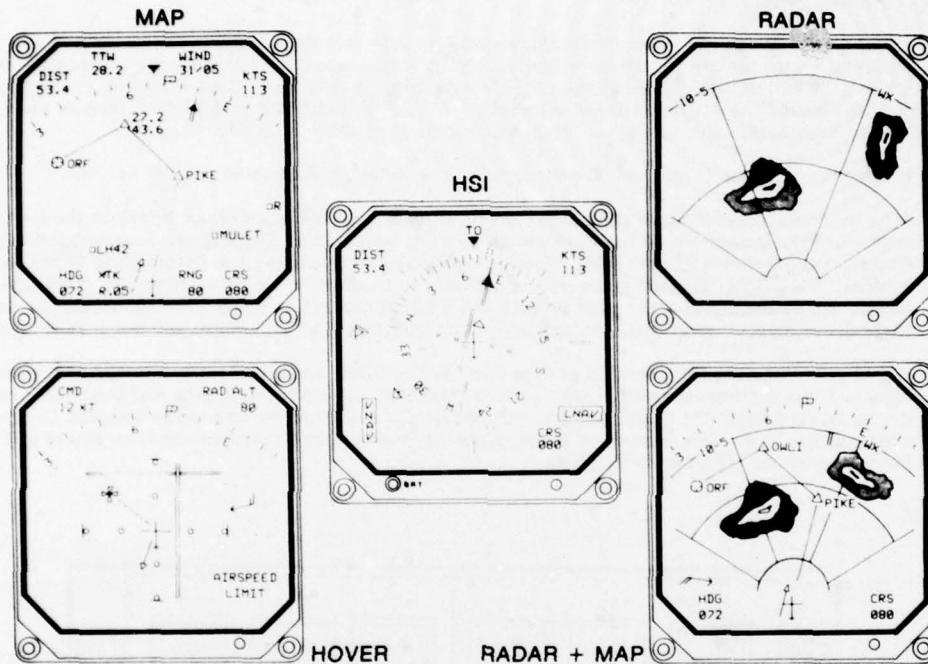 MAP
TTW
28.2
WIND
31/05
DIST
53.4
KTS
113
6
3
E
27.2
43.6
ORF
PIKE
R
MULET
LH42
HDG
072
XTK
R.05
RNG
80
CRS
080
RADAR
-10-5
WX
HSI
TO
DIST
53.4
KTS
113
6
3
E
N
33
S
24
VNAV
LNAV
CRS
080
BRT
CMD
12 KT
RAD ALT
80
6
E
AIRSPEED
LIMIT
HOVER
6
E
3
-10-5
OWLI
WX
ORF
PIKE
HDG
072
CRS
080
RADAR + MAP